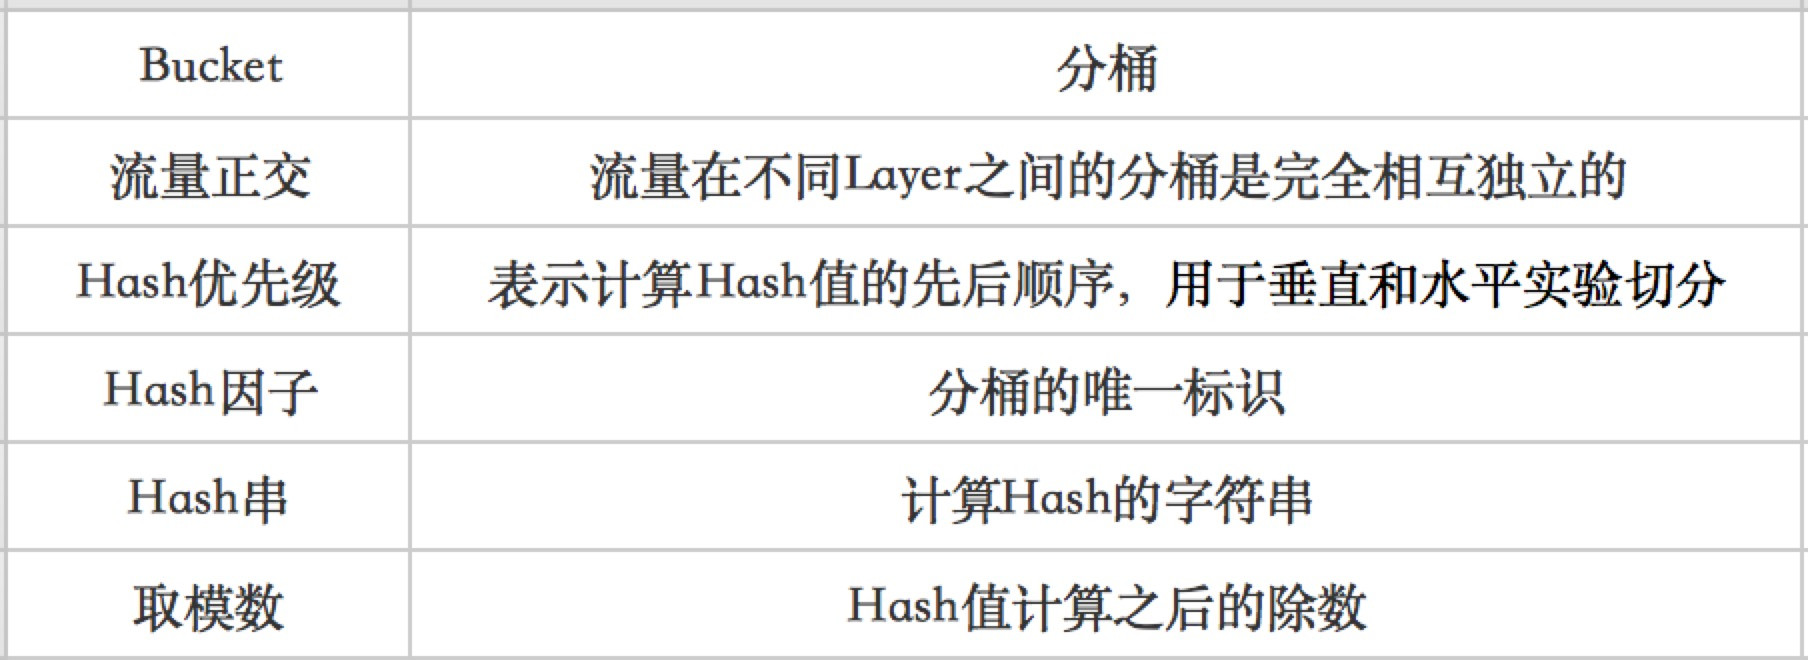 Bucket 分桶
流量正交 流量在不同Layer之间的分桶是完全相互独立的
Hash优先级 表示计算Hash值的先后顺序，用于垂直和水平实验切分
Hash因子 分桶的唯一标识
Hash串 计算Hash的字符串
取模数 Hash值计算之后的除数